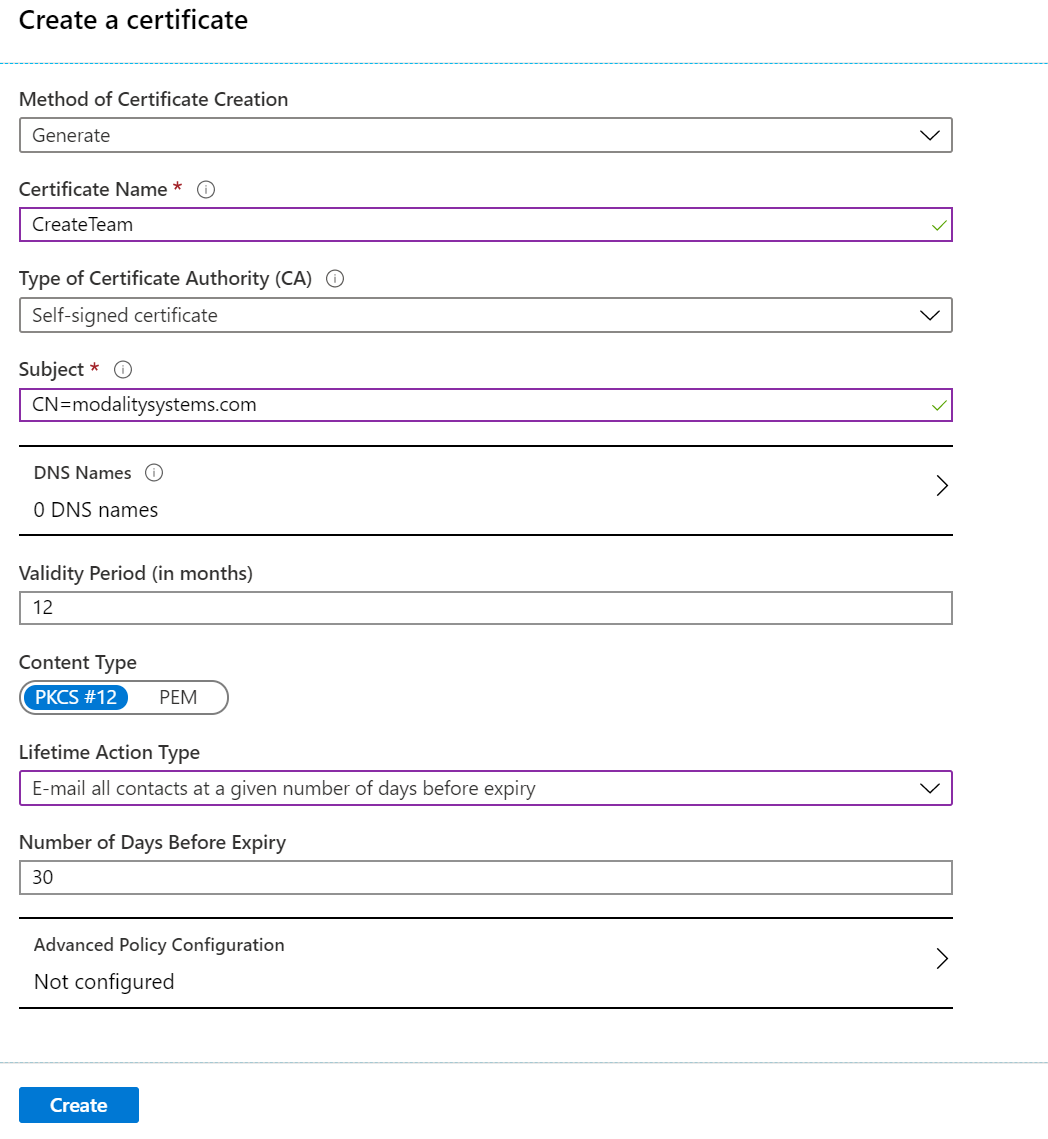 Create a certificate
Method of Certificate Creation
Generate
Certificate Name *
CreateTeam
Type of Certificate Authority (CA)
Self-signed certificate
Subject *
CN=modalitysystems.com
DNS Names
0 DNS names
Validity Period (in months)
12
Content Type
PKCS #12 PEM
Lifetime Action Type
E-mail all contacts at a given number of days before expiry
Number of Days Before Expiry
30
Advanced Policy Configuration
Not configured
Create